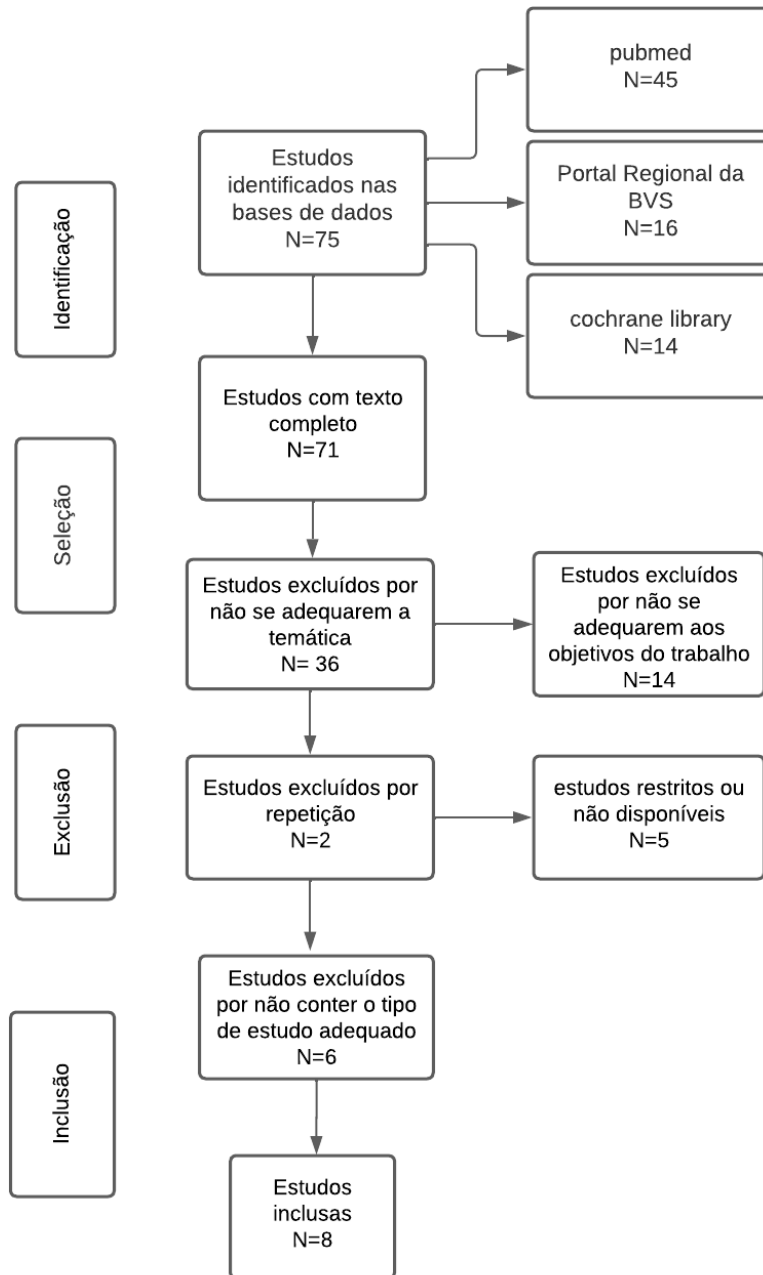 pubmed
N=45
Estudos
identificados nas
bases de dados
N=75
Portal Regional da
BVS
N=16
cochrane library
N=14
Identificação
Estudos com texto
completo
N=71
Seleção
Estudos excluídos por
não se adequarem a
temática
N= 36
Estudos excluídos
por não se
adequarem aos
objetivos do trabalho
N=14
Exclusão
Estudos excluídos por
repetição
N=2
estudos restritos ou
não disponíveis
N=5
Estudos excluídos
por não conter o tipo
de estudo adequado
N=6
Inclusão
Estudos
inclusas
N=8